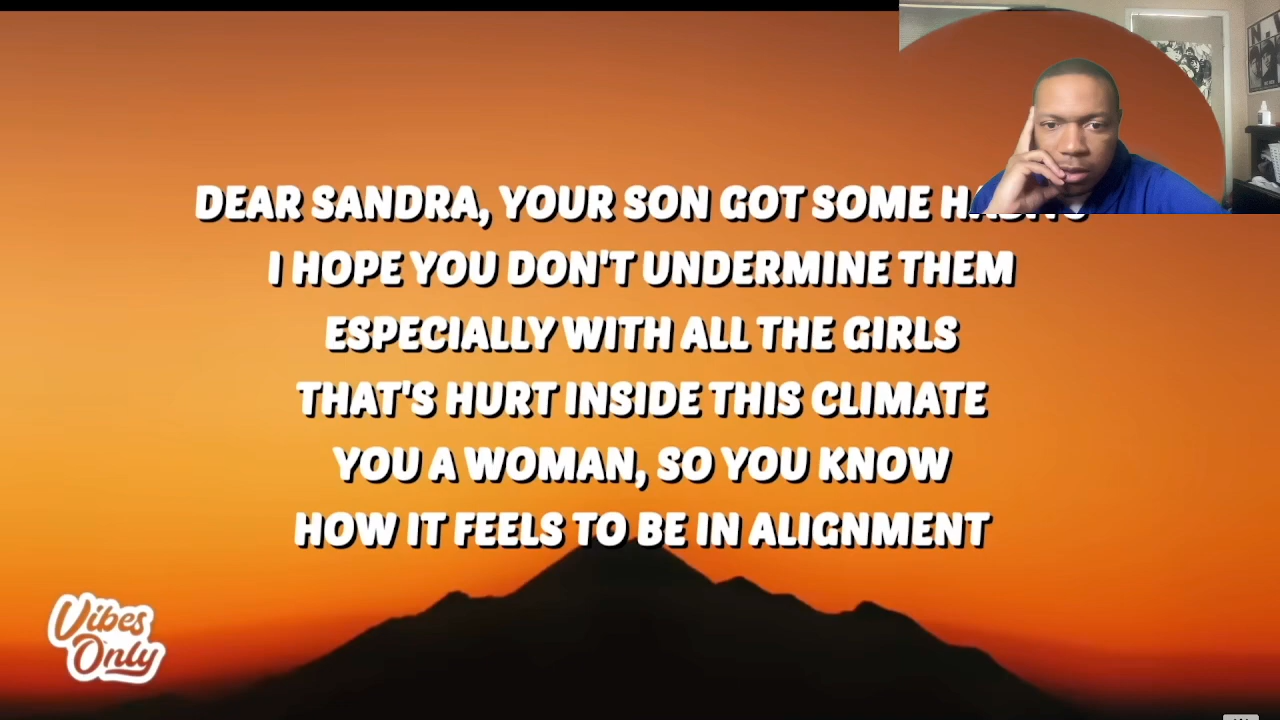 DEAR SANDRA, YOUR SON GOT SOME
I HOPE YOU DON'T UNDERMINE THEM
ESPECIALLY WITH ALL THE GIRLS
THAT'S HURT INSIDE THIS CLIMATE
YOU A WOMAN, SO YOU KNOW
HOW IT FEELS TO BE IN ALIGNMENT
Vibes
Only